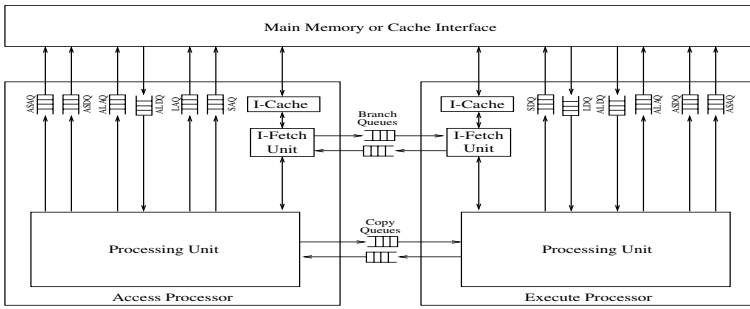 Main Memory or Cache Interface
ASAQ
ASDQ
ALAQ
ALDQ
LAQ
SAQ
I-Cache
I-Fetch
Unit
Branch
Queues
I-Cache
I-Fetch
Unit
SDQ
LDQ
ALDQ
ALAQ
ASDQ
ASAQ
Processing Unit
Copy
Queues
Processing Unit
Access Processor
Execute Processor